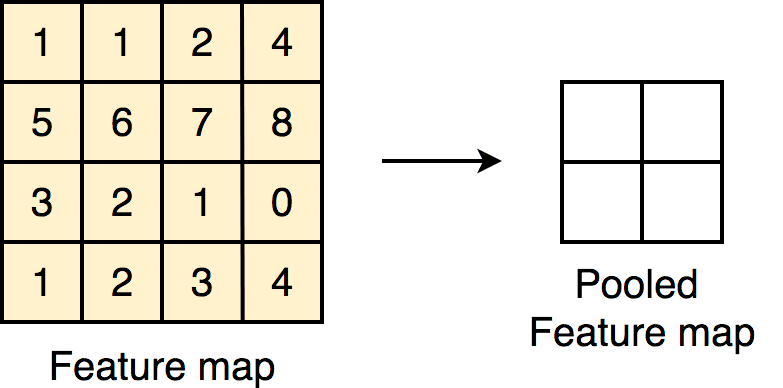 1 1 2 4
5 6 7 8
3 2 1 0
1 2 3 4
Feature map
Pooled
Feature map